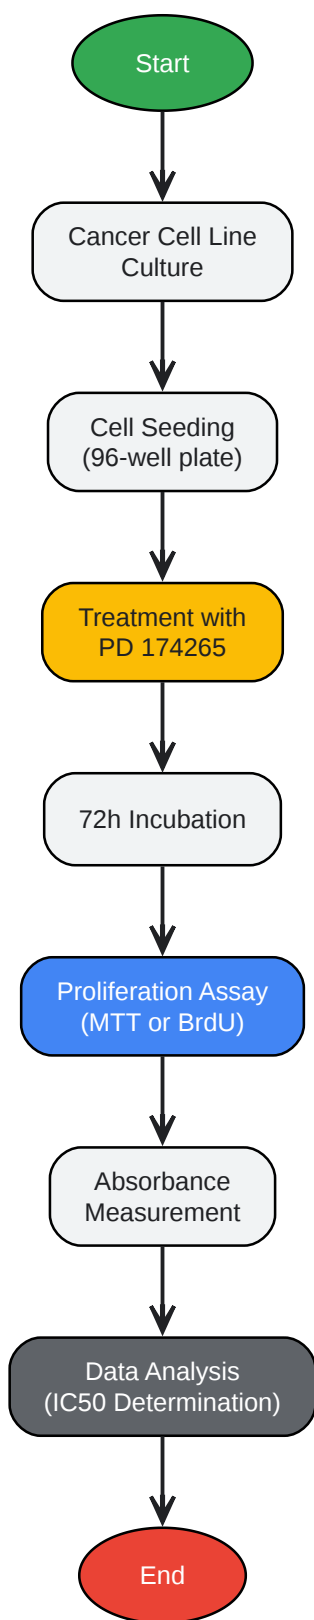 Start
Cancer Cell Line
Culture
Cell Seeding
(96-well plate)
Treatment with
PD 174265
72h Incubation
Proliferation Assay
(MTT or BrdU)
Absorbance
Measurement
Data Analysis
(IC50 Determination)
End